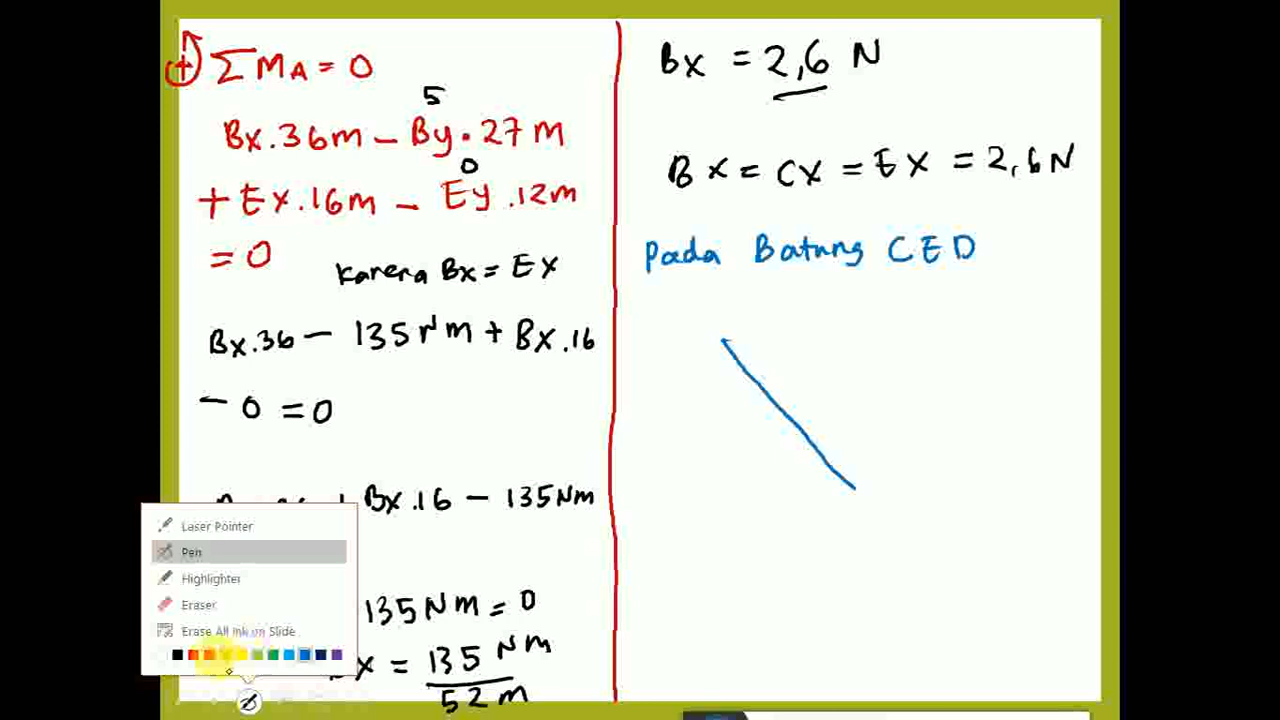 + ΣMA = 0
5
Bx.36m - By.27m
0
+ Ex.16m - Ey.12m
= 0
karena Bx = Ex
Bx.36 - 135 Nm + Bx.16
- 0 = 0
Bx.16 - 135Nm
135Nm = 0
x = 135 Nm
52 m
Laser Pointer
Pen
Highlighter
Eraser
Erase All Ink on Slide
Bx = 2,6 N
Bx = Cx = Ex = 2,6N
Pada Batang CED